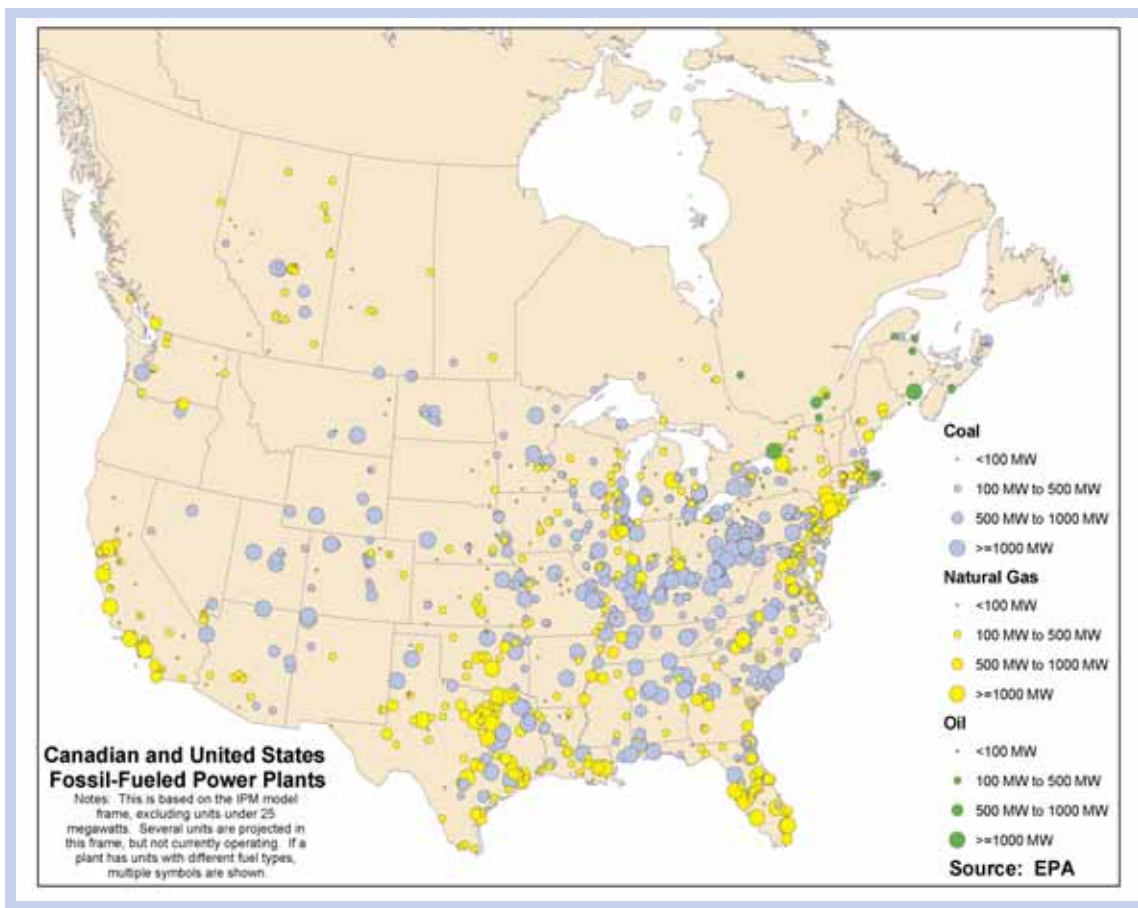 Canadian and United States
Fossil-Fueled Power Plants
Notes: This is based on the IPM model
frame, excluding units under 25
megawatts. Several units are projected in
this frame, but not currently operating. If a
plant has units with different fuel types,
multiple symbols are shown.
Coal
<100 MW
100 MW to 500 MW
500 MW to 1000 MW
>=1000 MW
Natural Gas
<100 MW
100 MW to 500 MW
500 MW to 1000 MW
>=1000 MW
Oil
<100 MW
100 MW to 500 MW
500 MW to 1000 MW
>=1000 MW
Source: EPA